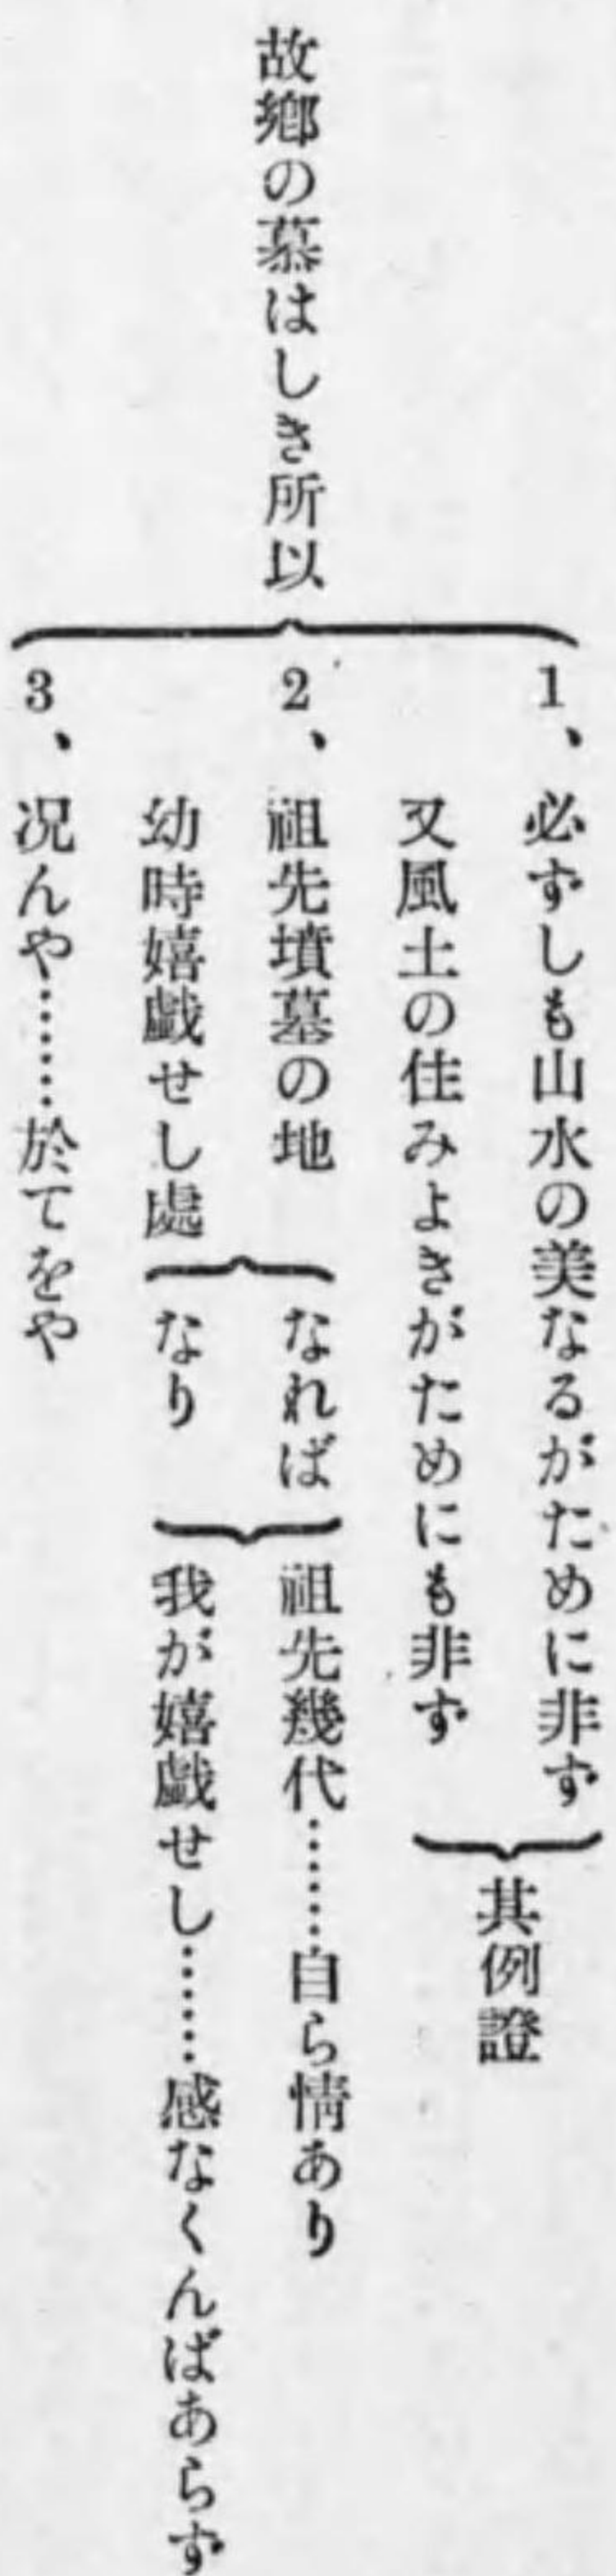 故鄕の慕はしき所以
1、必ずしも山水の美なるがために非ず
又風土の住みよきがためにも非ず
其例證
2、祖先墳墓の地
幼時嬉戯せし處
なれば
なり
祖先幾代……自ら情あり
我が嬉戯せし……感なくんばあらず
3、况んや……於てをや